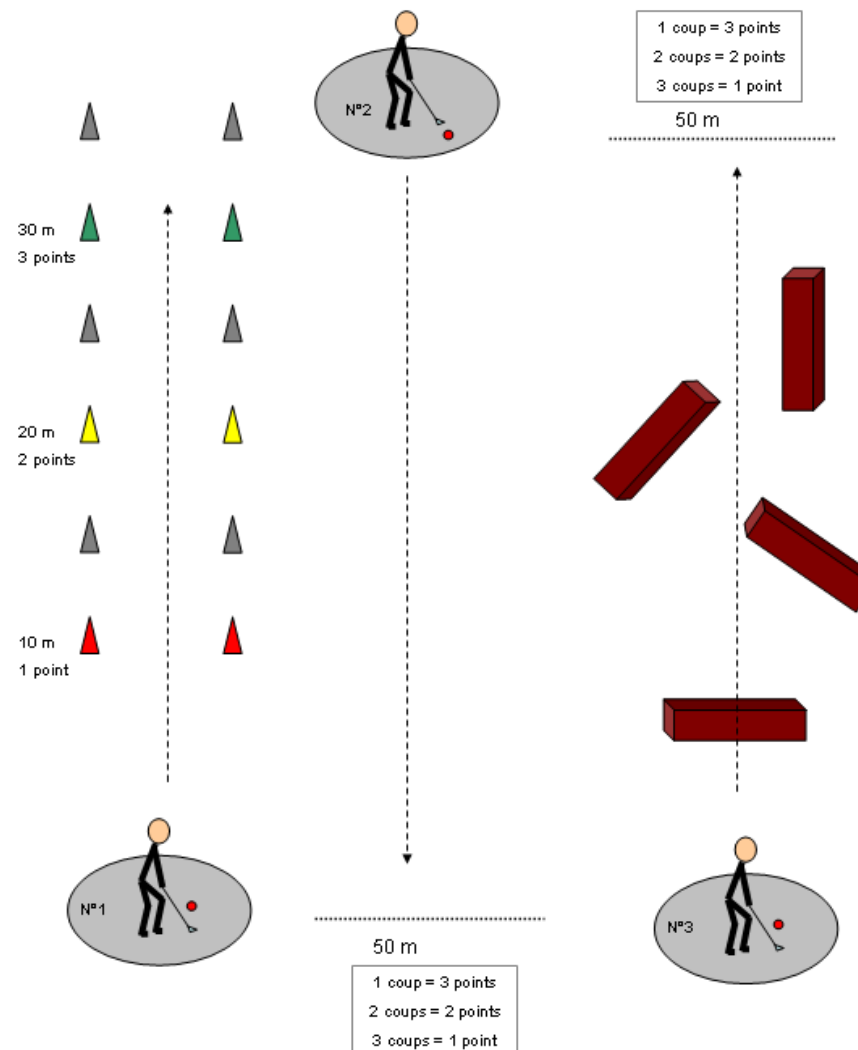 1 coup = 3 points
2 coups = 2 points
3 coups = 1 point
50 m
N°2
30 m
3 points
20 m
2 points
10 m
1 point
N°1
N°3
50 m
1 coup = 3 points
2 coups = 2 points
3 coups = 1 point